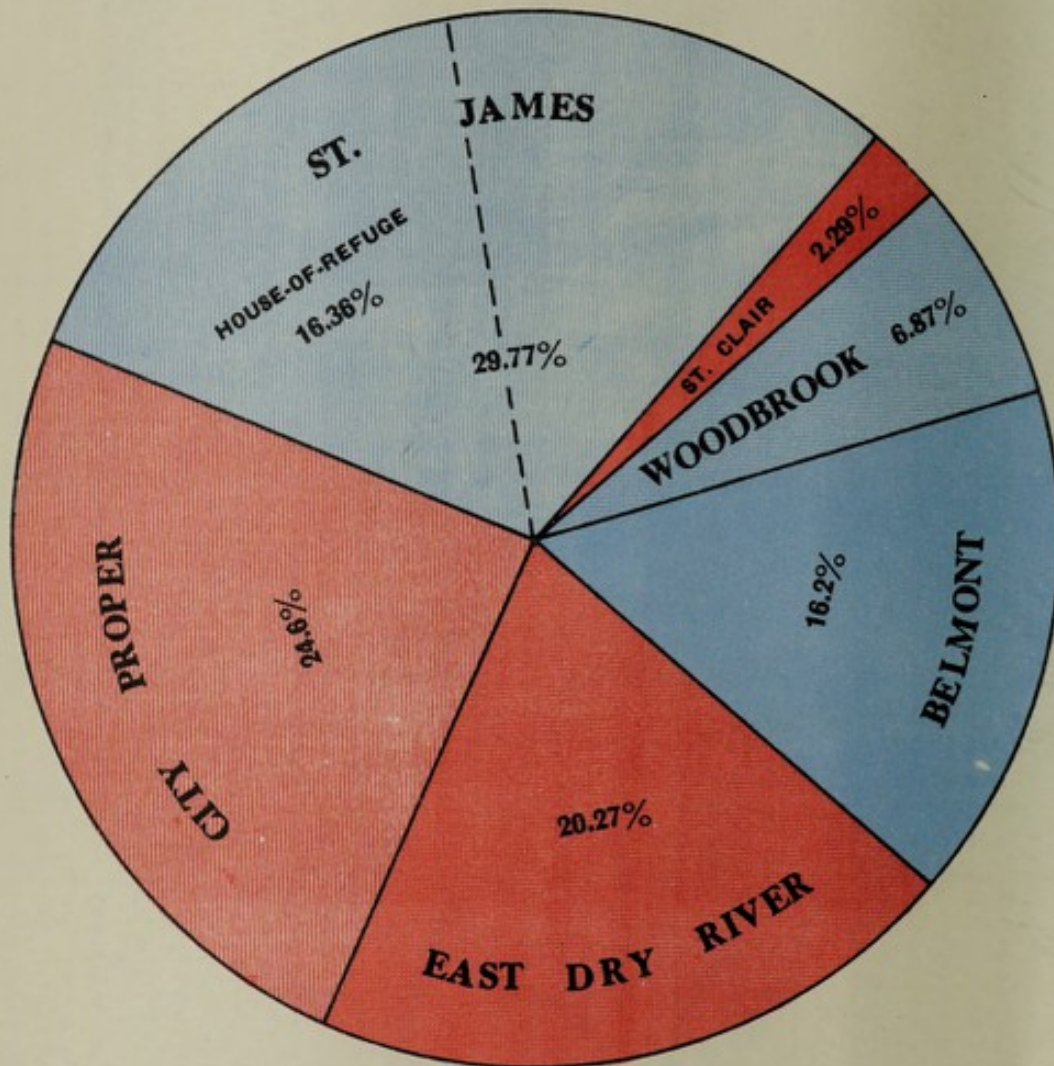 ST. JAMES
HOUSE-OF-REFUGE
16.36%
29.77%
ST. CLAIR 2.29%
WOODBROOK 6.87%
BELMONT
16.2%
EAST DRY RIVER
20.27%
CITY PROPER
24.6%